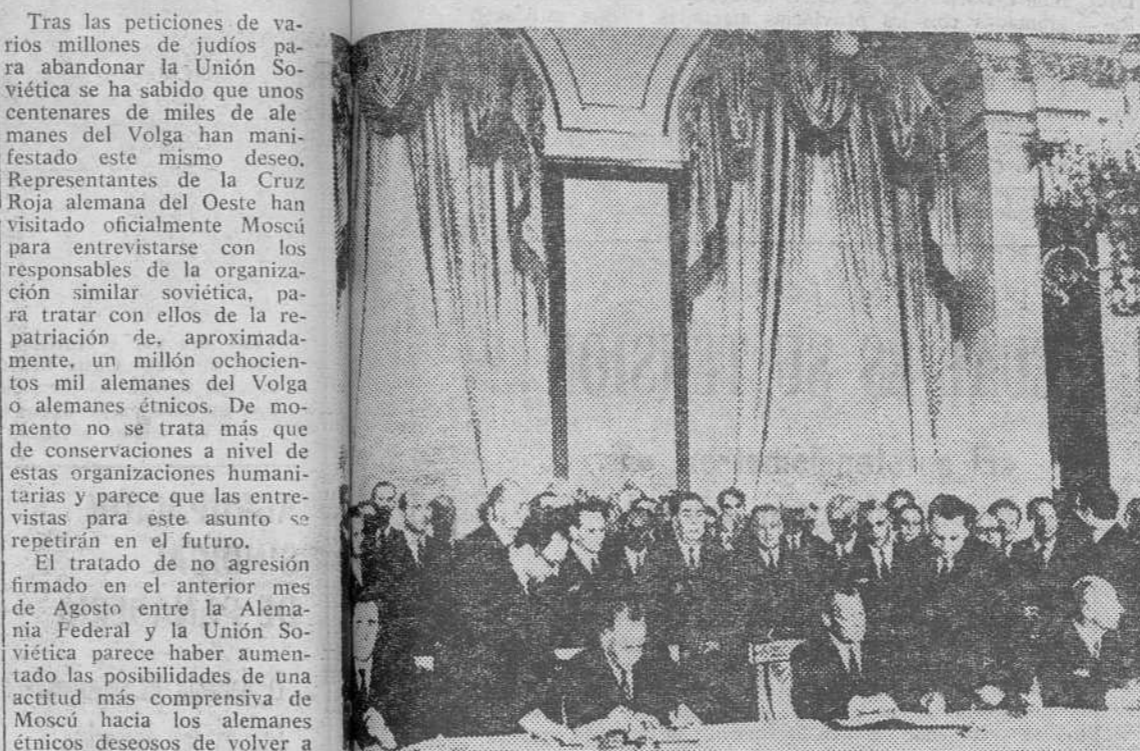 Tras las peticiones de va-
rios millones de judíos pa-
ra abandonar la Unión So-
viética se ha sabido que unos
centenares de miles de ale
manes del Volga han mani-
festado este mismo deseo.
Representantes de la Cruz
Roja alemana del Oeste han
visitado oficialmente Moscú
para entrevistarse con los
responsables de la organiza-
ción similar soviética, pa-
ra tratar con ellos de la re-
patriación de, aproximada-
mente, un millón ochocien-
tos mil alemanes del Volga
o alemanes étnicos. De mo-
mento no se trata más que
de conservaciones a nivel de
estas organizaciones humani-
tarias y parece que las entre-
vistas para este asunto se
repetirán en el futuro.
El tratado de no agresión
firmado en el anterior mes
de Agosto entre la Alema-
nia Federal y la Unión So-
viética parece haber aumen-
tado las posibilidades de una
actitud más comprensiva de
Moscú hacia los alemanes
étnicos deseosos de volver a